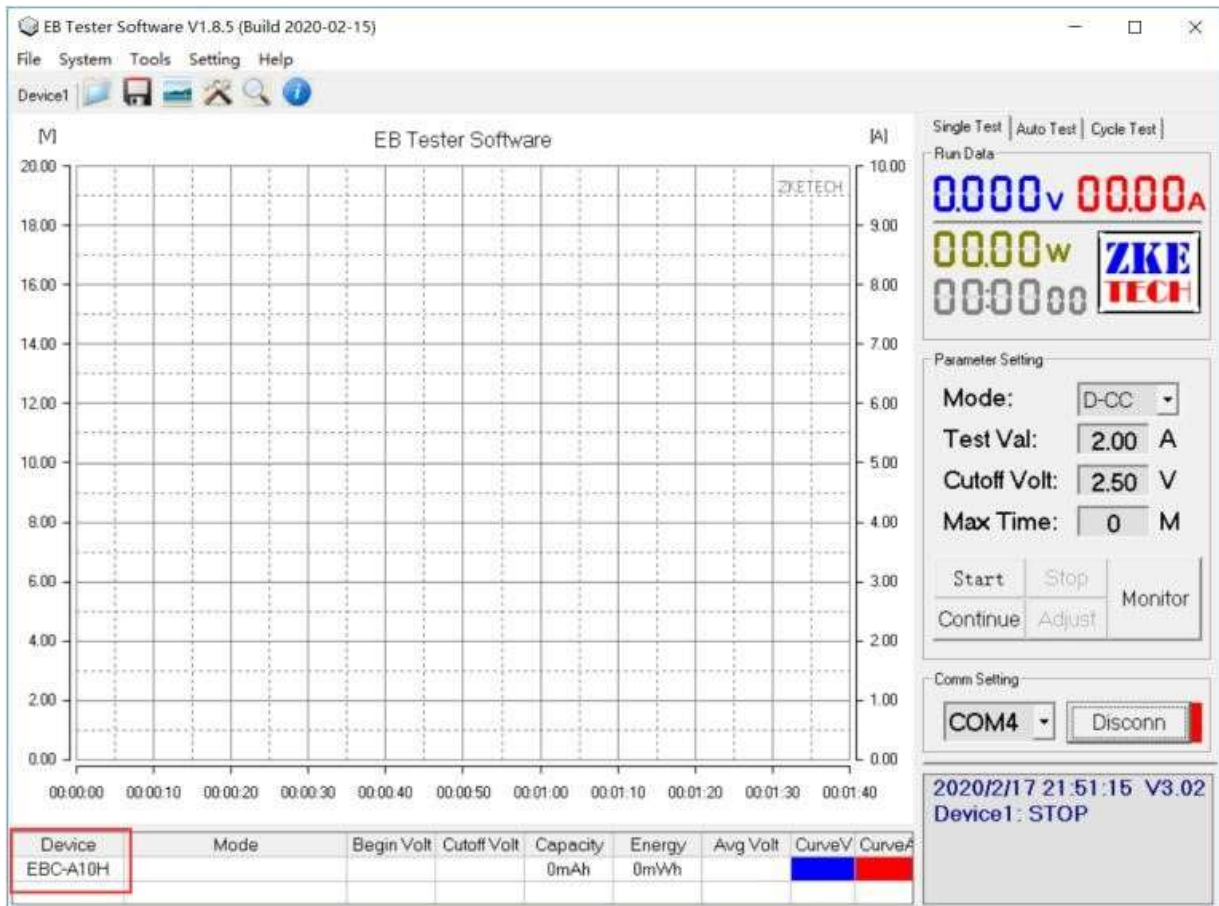 EB Tester Software V1.8.5 (Build 2020-02-15)
File System Tools Setting Help
Device1
[V] EB Tester Software [A]
ZKETECH
20.00 10.00
18.00 9.00
16.00 8.00
14.00 7.00
12.00 6.00
10.00 5.00
8.00 4.00
6.00 3.00
4.00 2.00
2.00 1.00
0.00 0.00
00:00:00 00:00:10 00:00:20 00:00:30 00:00:40 00:00:50 00:01:00 00:01:10 00:01:20 00:01:30 00:01:40
Device Mode Begin Volt Cutoff Volt Capacity Energy Avg Volt CurveV CurveA
EBC-A10H 0mAh 0mWh
Single Test Auto Test Cycle Test
Run Data
0.000V 00.00A
00.00W
00:0000
ZKE
TECH
Parameter Setting
Mode: D-CC
Test Val: 2.00 A
Cutoff Volt: 2.50 V
Max Time: 0 M
Start Stop
Monitor
Continue Adjust
Comm Setting
COM4 Disconn
2020/2/17 21:51:15 V3.02
Device1: STOP